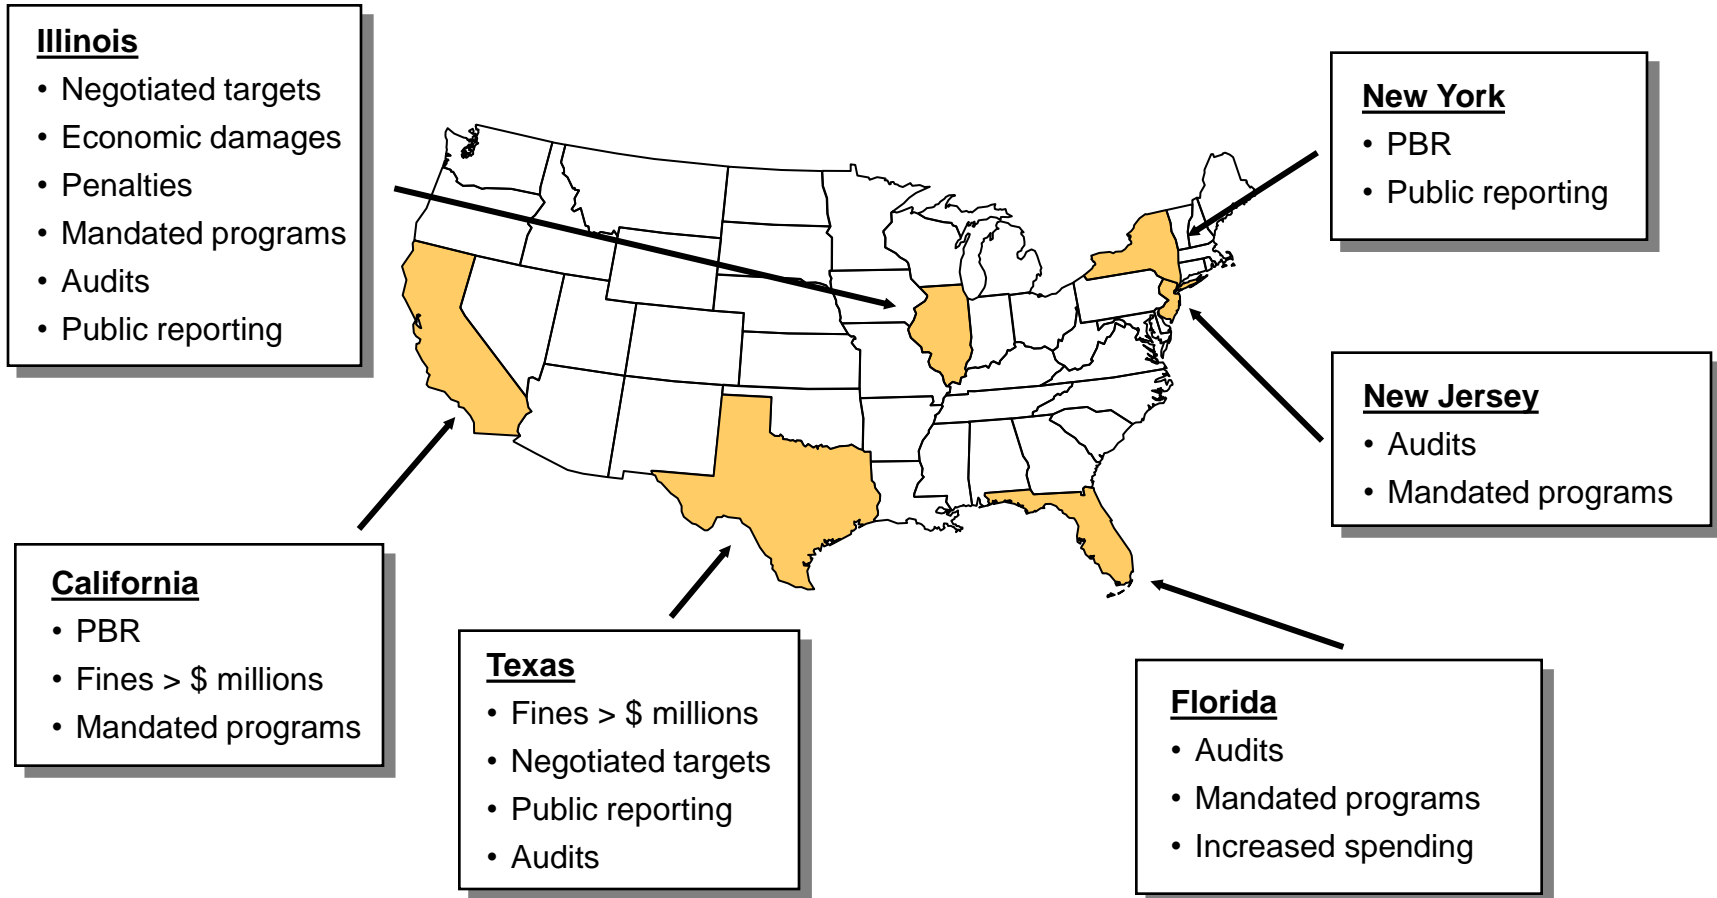 Illinois
• Negotiated targets
• Economic damages
• Penalties
• Mandated programs
• Audits
• Public reporting
New York
• PBR
• Public reporting
New Jersey
• Audits
• Mandated programs
California
• PBR
• Fines > $ millions
• Mandated programs
Texas
• Fines > $ millions
• Negotiated targets
• Public reporting
• Audits
Florida
• Audits
• Mandated programs
• Increased spending